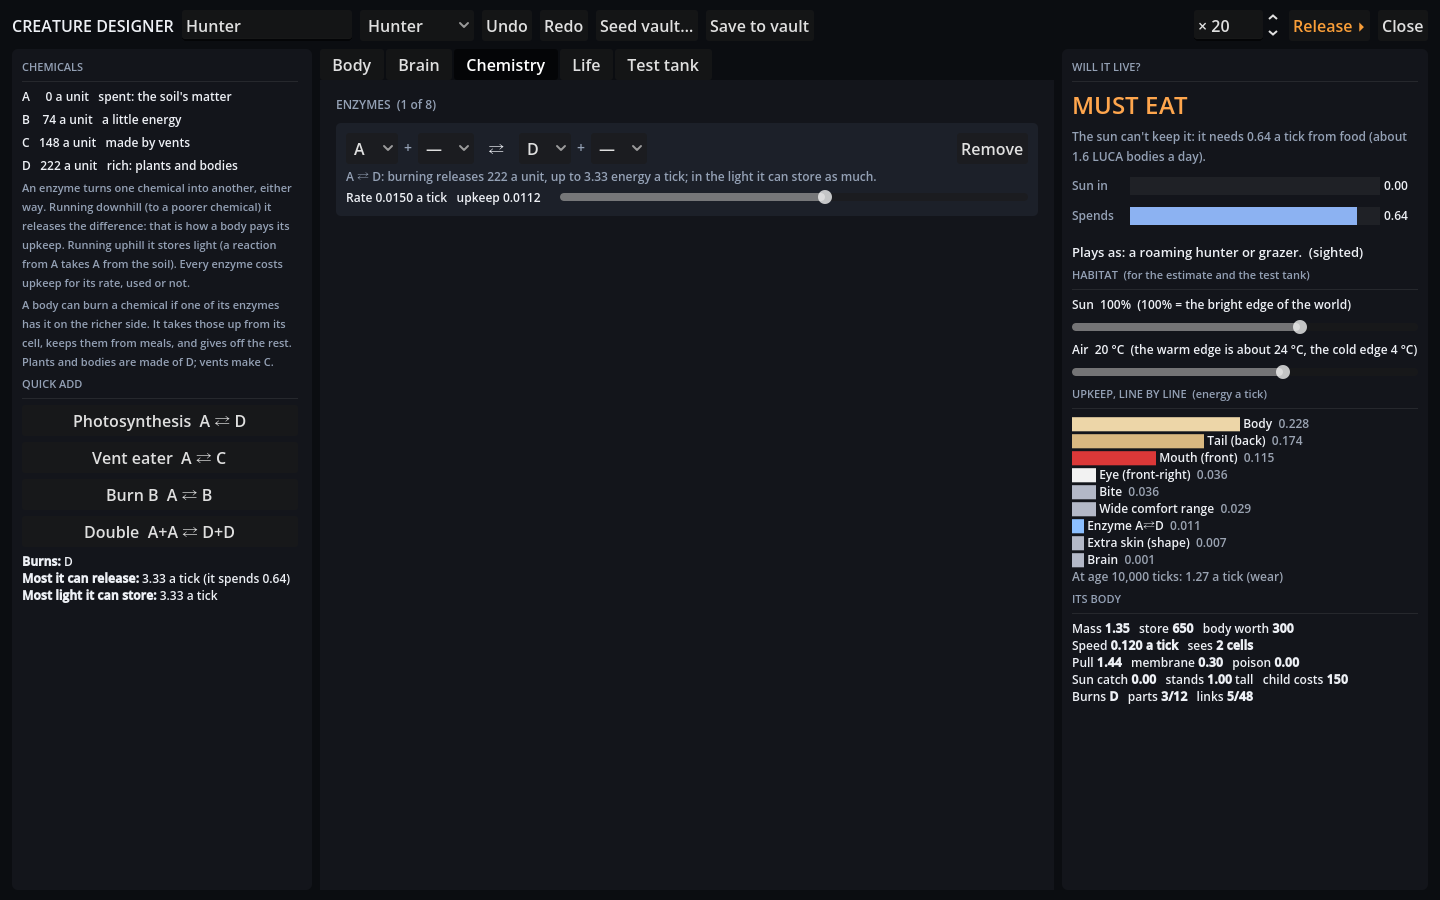 CREATURE DESIGNER Hunter Hunter Undo Redo Seed vault... Save to vault × 20 Release Close
CHEMICALS
A 0 a unit spent: the soil's matter
B 74 a unit a little energy
C 148 a unit made by vents
D 222 a unit rich: plants and bodies
An enzyme turns one chemical into another, either
way. Running downhill (to a poorer chemical) it
releases the difference: that is how a body pays its
upkeep. Running uphill it stores light (a reaction
from A takes A from the soil). Every enzyme costs
upkeep for its rate, used or not.
A body can burn a chemical if one of its enzymes
has it on the richer side. It takes those up from its
cell, keeps them from meals, and gives off the rest.
Plants and bodies are made of D; vents make C.
QUICK ADD
Photosynthesis A ⇄ D
Vent eater A ⇄ C
Burn B A ⇄ B
Double A+A ⇄ D+D
Burns: D
Most it can release: 3.33 a tick (it spends 0.64)
Most light it can store: 3.33 a tick
Body Brain Chemistry Life Test tank
ENZYMES (1 of 8)
A + — ⇄ D + — Remove
A ⇄ D: burning releases 222 a unit, up to 3.33 energy a tick; in the light it can store as much.
Rate 0.0150 a tick upkeep 0.0112
WILL IT LIVE?
MUST EAT
The sun can't keep it: it needs 0.64 a tick from food (about
1.6 LUCA bodies a day).
Sun in 0.00
Spends 0.64
Plays as: a roaming hunter or grazer. (sighted)
HABITAT (for the estimate and the test tank)
Sun 100% (100% = the bright edge of the world)
Air 20 °C (the warm edge is about 24 °C, the cold edge 4 °C)
UPKEEP, LINE BY LINE (energy a tick)
Body 0.228
Tail (back) 0.174
Mouth (front) 0.115
Eye (front-right) 0.036
Bite 0.036
Wide comfort range 0.029
Enzyme A⇄D 0.011
Extra skin (shape) 0.007
Brain 0.001
At age 10,000 ticks: 1.27 a tick (wear)
ITS BODY
Mass 1.35 store 650 body worth 300
Speed 0.120 a tick sees 2 cells
Pull 1.44 membrane 0.30 poison 0.00
Sun catch 0.00 stands 1.00 tall child costs 150
Burns D parts 3/12 links 5/48